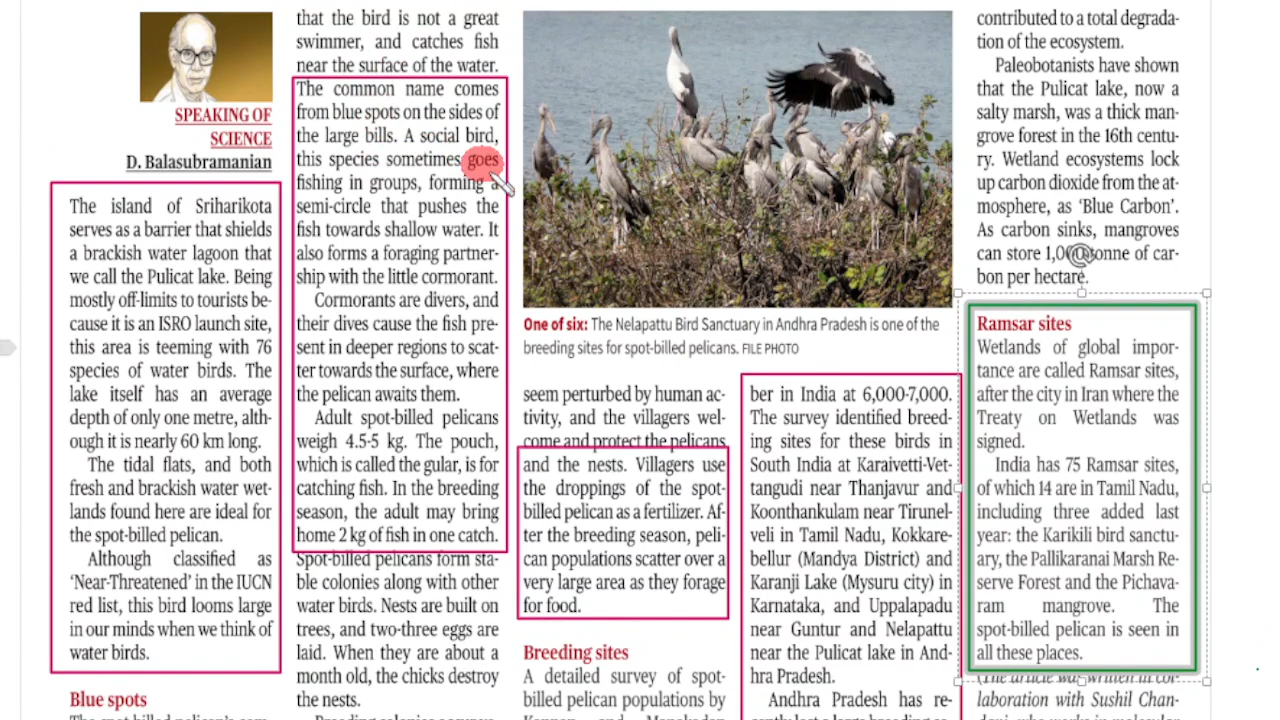 SPEAKING OF
SCIENCE
D. Balasubramanian
The island of Sriharikota
serves as a barrier that shields
a brackish water lagoon that
we call the Pulicat lake. Being
mostly off-limits to tourists be-
cause it is an ISRO launch site,
this area is teeming with 76
species of water birds. The
lake itself has an average
depth of only one metre, alth-
ough it is nearly 60 km long.
The tidal flats, and both
fresh and brackish water wet-
lands found here are ideal for
the spot-billed pelican.
Although classified as
‘Near-Threatened’ in the IUCN
red list, this bird looms large
in our minds when we think of
water birds.
Blue spots
that the bird is not a great
swimmer, and catches fish
near the surface of the water.
The common name comes
from blue spots on the sides of
the large bills. A social bird,
this species sometimes goes
fishing in groups, forming a
semi-circle that pushes the
fish towards shallow water. It
also forms a foraging partner-
ship with the little cormorant.
Cormorants are divers, and
their dives cause the fish pre-
sent in deeper regions to scat-
ter towards the surface, where
the pelican awaits them.
Adult spot-billed pelicans
weigh 4.5-5 kg. The pouch,
which is called the gular, is for
catching fish. In the breeding
season, the adult may bring
home 2 kg of fish in one catch.
Spot-billed pelicans form sta-
ble colonies along with other
water birds. Nests are built on
trees, and two-three eggs are
laid. When they are about a
month old, the chicks destroy
the nests.
One of six: The Nelapattu Bird Sanctuary in Andhra Pradesh is one of the
breeding sites for spot-billed pelicans. FILE PHOTO
seem perturbed by human ac-
tivity, and the villagers wel-
come and protect the pelicans
and the nests. Villagers use
the droppings of the spot-
billed pelican as a fertilizer. Af-
ter the breeding season, peli-
can populations scatter over a
very large area as they forage
for food.
Breeding sites
A detailed survey of spot-
billed pelican populations by
ber in India at 6,000-7,000.
The survey identified breed-
ing sites for these birds in
South India at Karaivetti-Vet-
tangudi near Thanjavur and
Koonthankulam near Tirunel-
veli in Tamil Nadu, Kokkare-
bellur (Mandya District) and
Karanji Lake (Mysuru city) in
Karnataka, and Uppalapadu
near Guntur and Nelapattu
near the Pulicat lake in And-
hra Pradesh.
Andhra Pradesh has re-
contributed to a total degrada-
tion of the ecosystem.
Paleobotanists have shown
that the Pulicat lake, now a
salty marsh, was a thick man-
grove forest in the 16th centu-
ry. Wetland ecosystems lock
up carbon dioxide from the at-
mosphere, as ‘Blue Carbon’.
As carbon sinks, mangroves
can store 1,000 tonne of car-
bon per hectare.
Ramsar sites
Wetlands of global impor-
tance are called Ramsar sites,
after the city in Iran where the
Treaty on Wetlands was
signed.
India has 75 Ramsar sites,
of which 14 are in Tamil Nadu,
including three added last
year: the Karikili bird sanctu-
ary, the Pallikaranai Marsh Re-
serve Forest and the Pichava-
ram mangrove. The
spot-billed pelican is seen in
all these places.
(The article was written in col-
laboration with Sushil Chan-